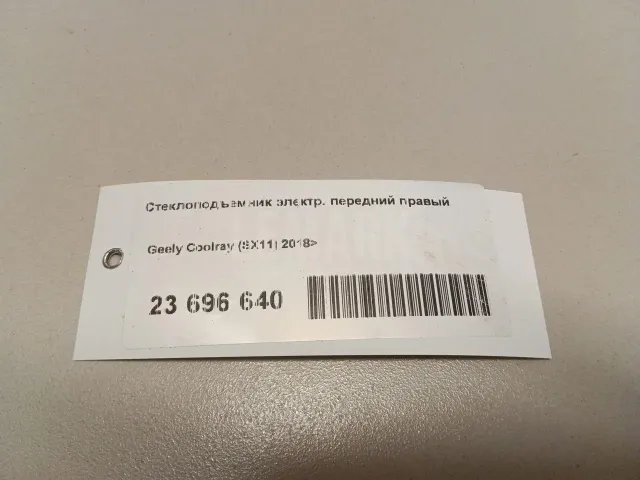 Стеклоподъемник электр. передний правый
Geely Coolray (SX11) 2018>
23 696 640